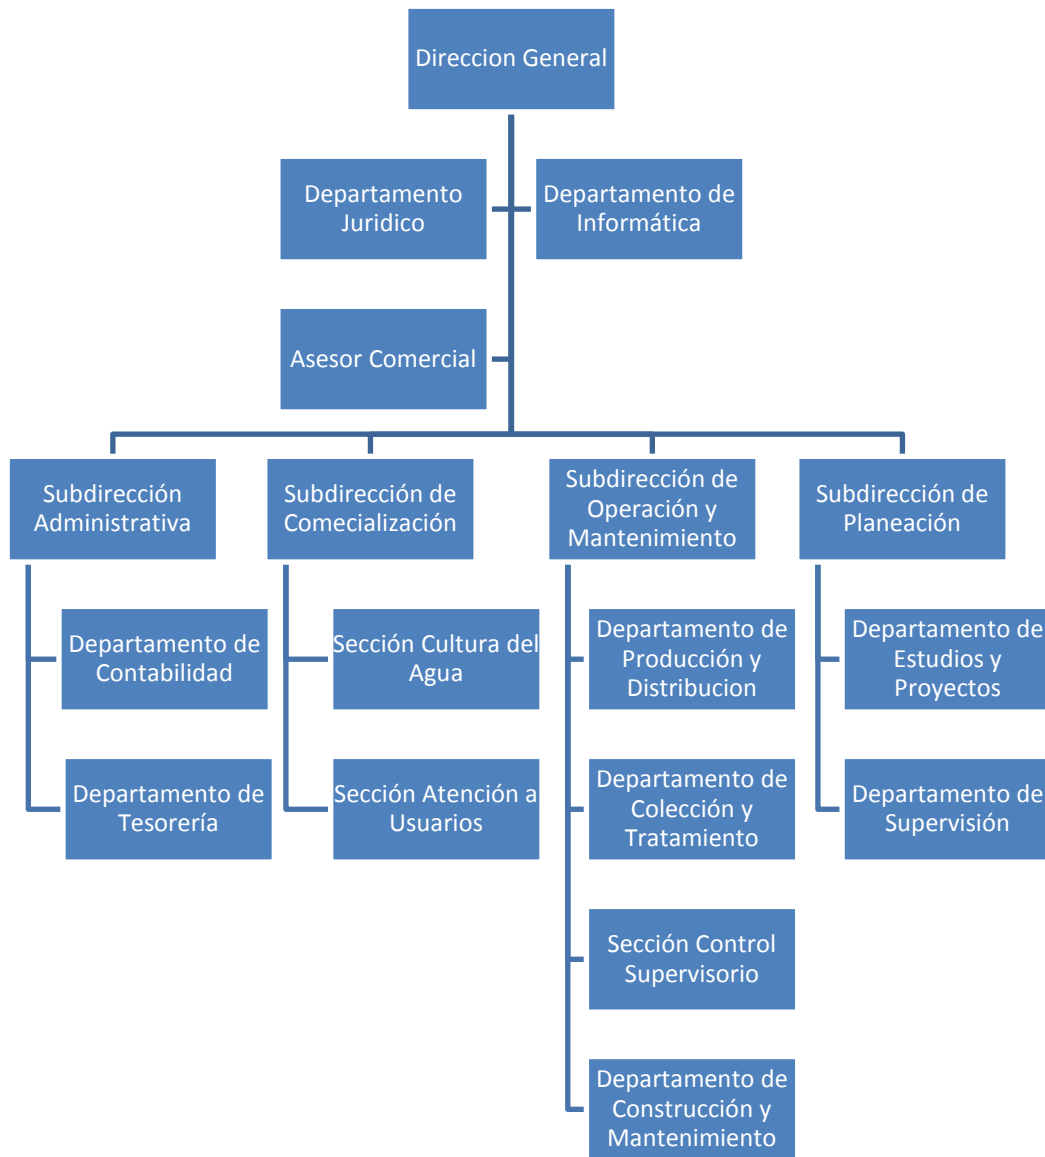 Direccion General
Departamento
Juridico
Departamento de
Informática
Asesor Comercial
Subdirección
Administrativa
Subdirección de
Comecialización
Subdirección de
Operación y
Mantenimiento
Subdirección de
Planeación
Departamento de
Contabilidad
Sección Cultura del
Agua
Departamento de
Producción y
Distribucion
Departamento de
Estudios y
Proyectos
Departamento de
Tesorería
Sección Atención a
Usuarios
Departamento de
Colección y
Tratamiento
Departamento de
Supervisión
Sección Control
Supervisorio
Departamento de
Construcción y
Mantenimiento